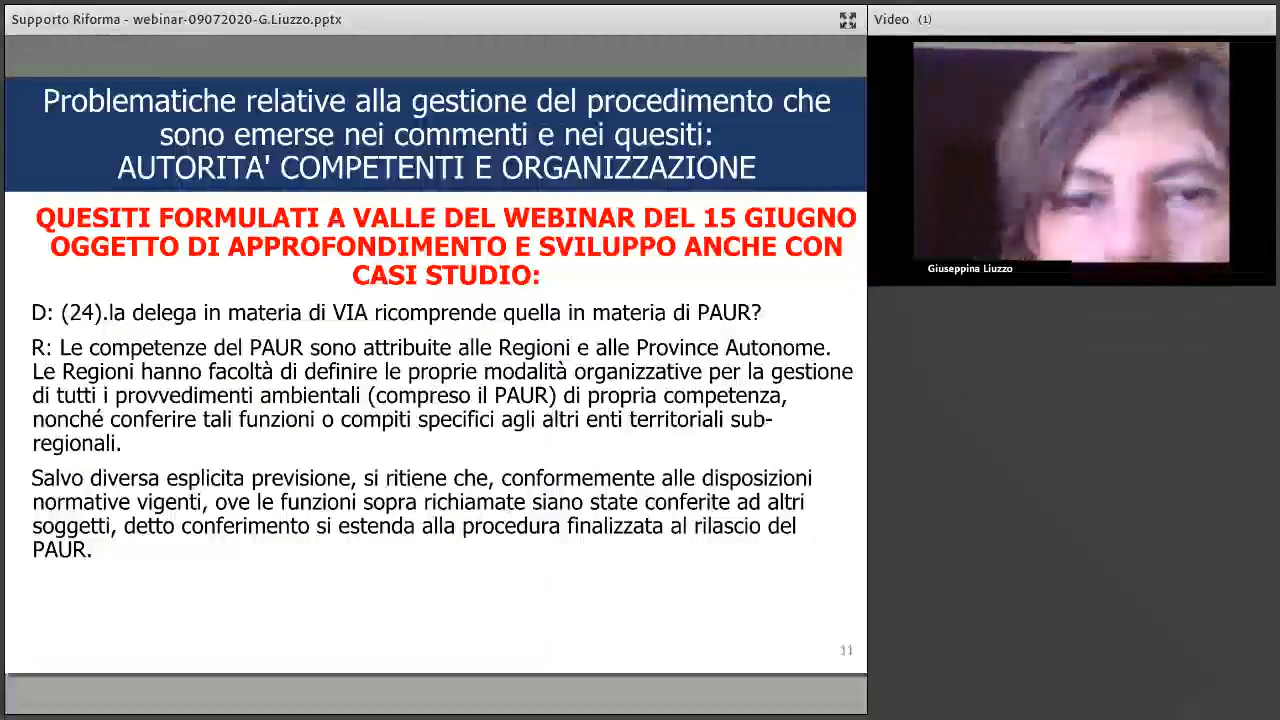 Supporto Riforma - webinar-09072020-G.Liuzzo.pptx
Video (1)
Problematiche relative alla gestione del procedimento che
sono emerse nei commenti e nei quesiti:
AUTORITA' COMPETENTI E ORGANIZZAZIONE
QUESITI FORMULATI A VALLE DEL WEBINAR DEL 15 GIUGNO
OGGETTO DI APPROFONDIMENTO E SVILUPPO ANCHE CON
CASI STUDIO:
D: (24).la delega in materia di VIA ricomprende quella in materia di PAUR?
R: Le competenze del PAUR sono attribuite alle Regioni e alle Province Autonome.
Le Regioni hanno facoltà di definire le proprie modalità organizzative per la gestione
di tutti i provvedimenti ambientali (compreso il PAUR) di propria competenza,
nonché conferire tali funzioni o compiti specifici agli altri enti territoriali sub-
regionali.
Salvo diversa esplicita previsione, si ritiene che, conformemente alle disposizioni
normative vigenti, ove le funzioni sopra richiamate siano state conferite ad altri
soggetti, detto conferimento si estenda alla procedura finalizzata al rilascio del
PAUR.
11
Giuseppina Liuzzo